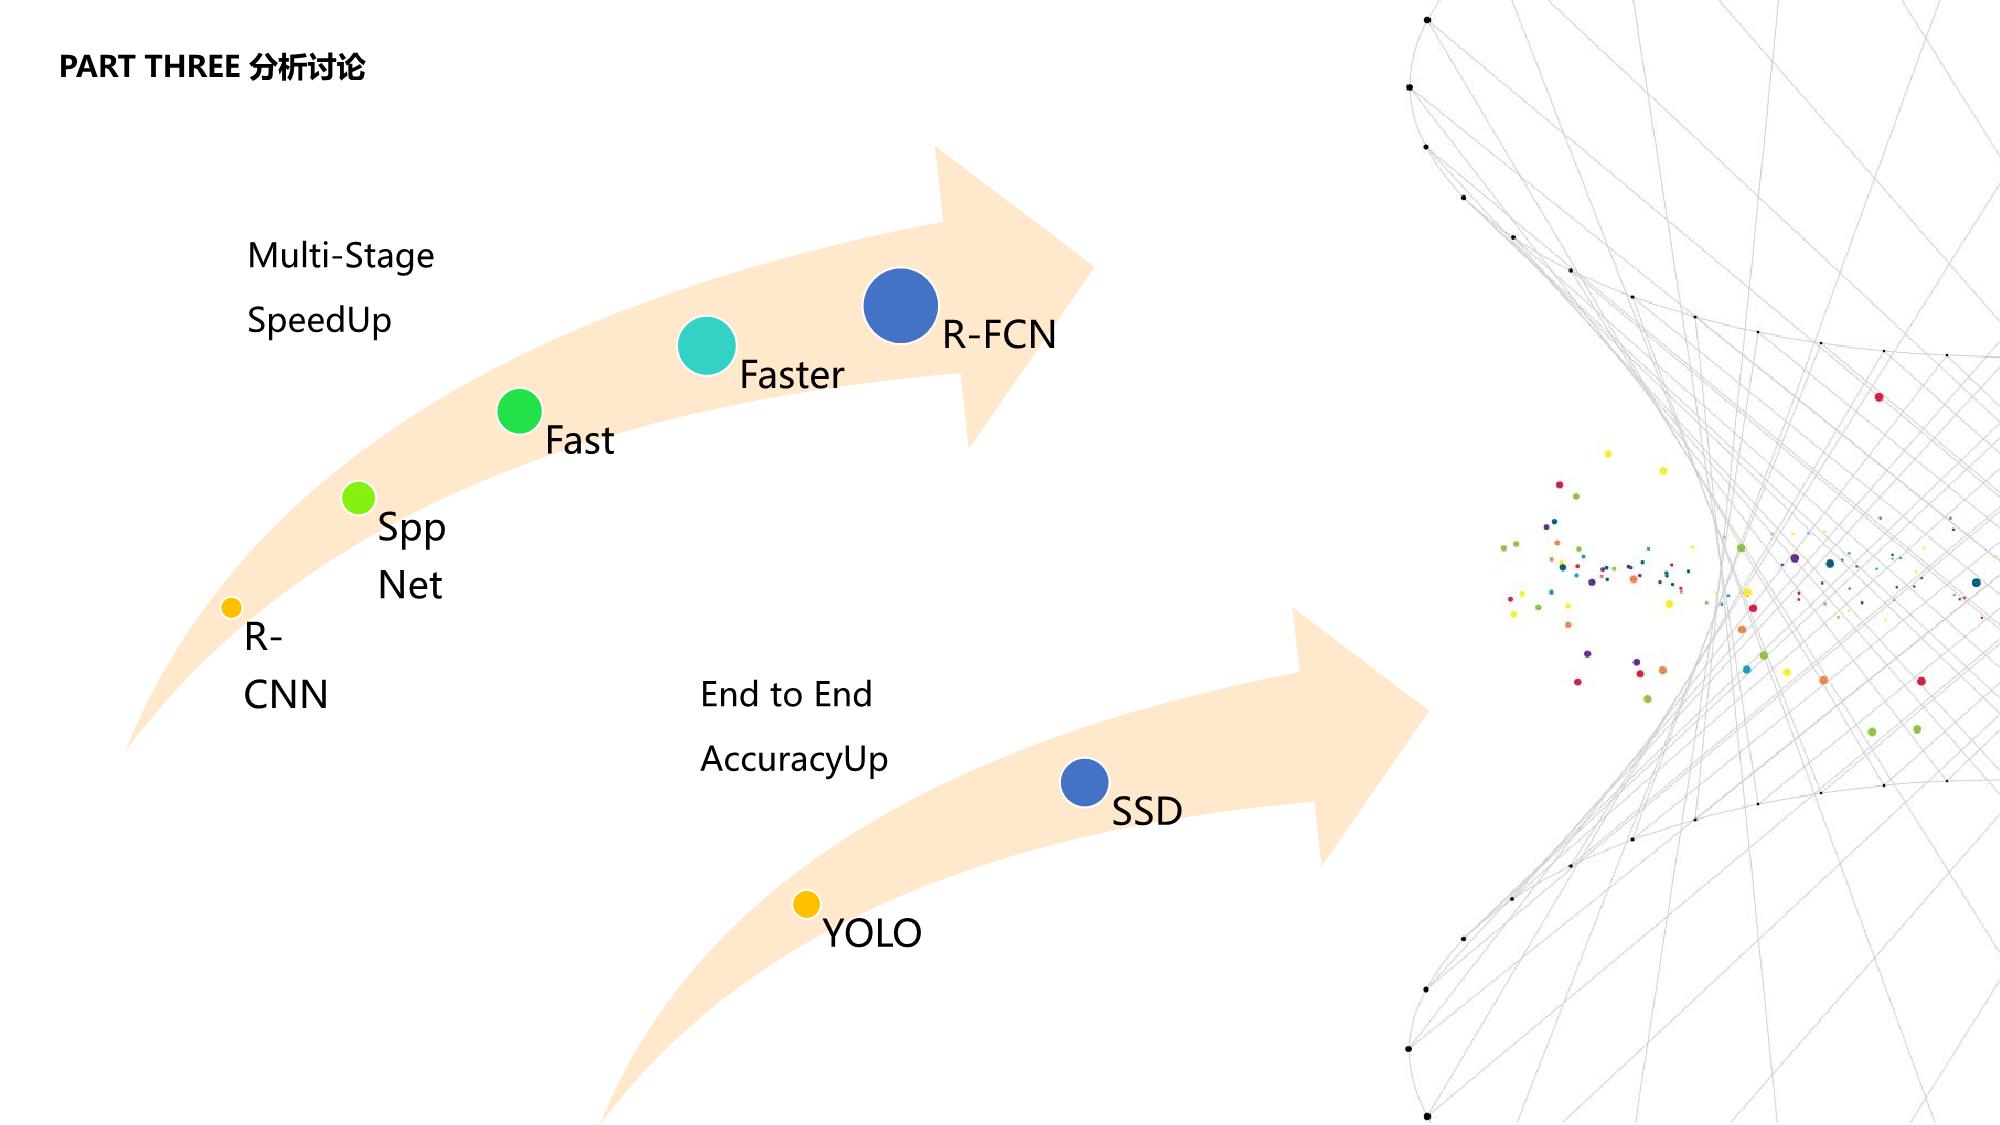 PART THREE 分析讨论
Multi-Stage
SpeedUp
R-FCN
Faster
Fast
Spp
Net
R-
CNN
End to End
AccuracyUp
SSD
YOLO